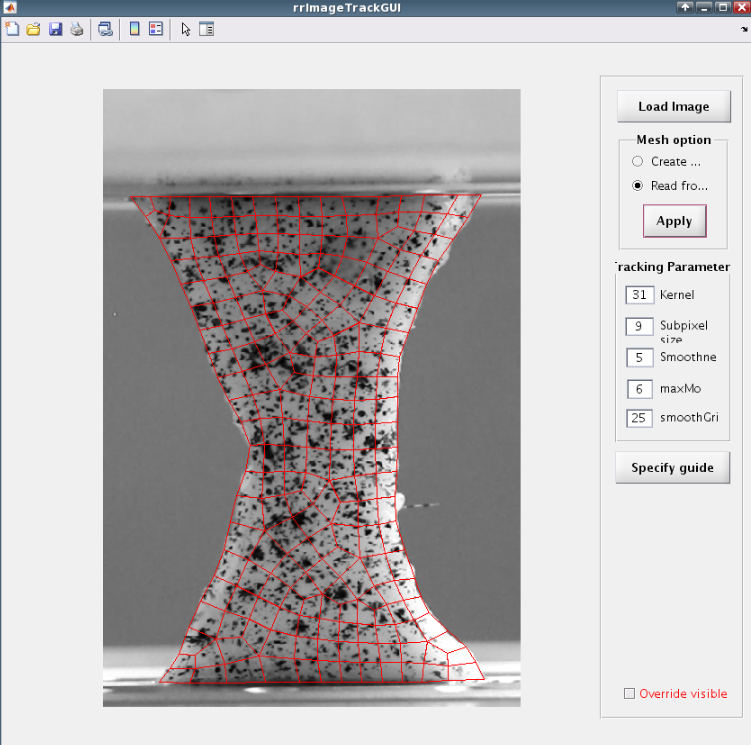 rrImageTrackGUI
Load Image
Mesh option
Create ...
Read fro...
Apply
racking Parameter
31 Kernel
9 Subpixel
size
5 Smoothne
6 maxMo
25 smoothGri
Specify guide
Override visible